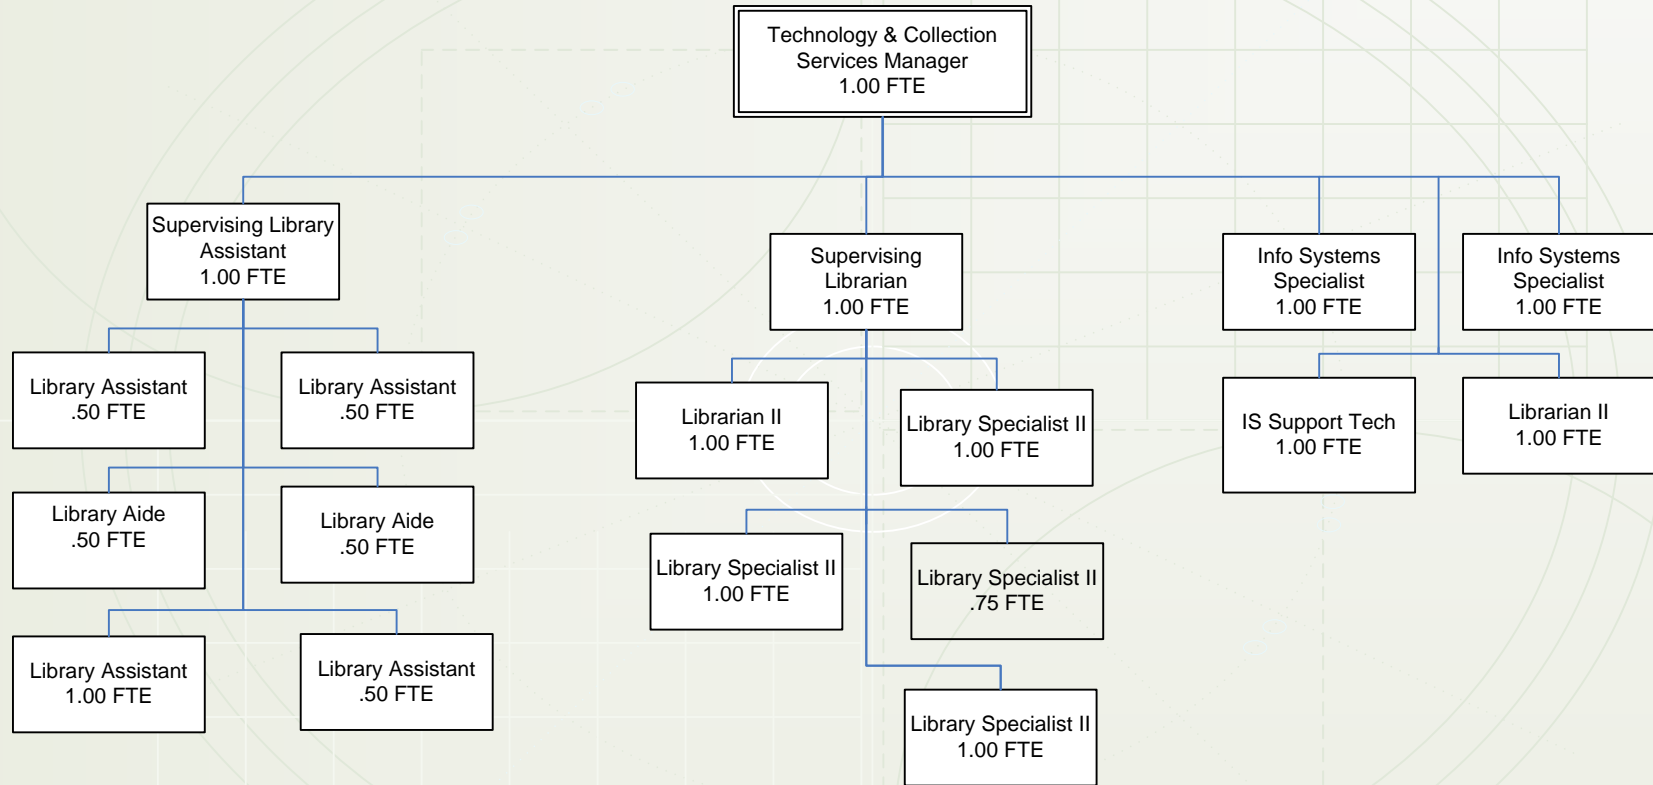 Technology & Collection
Services Manager
1.00 FTE
Supervising Library
Assistant
1.00 FTE
Supervising
Librarian
1.00 FTE
Info Systems
Specialist
1.00 FTE
Info Systems
Specialist
1.00 FTE
Library Assistant
.50 FTE
Library Assistant
.50 FTE
Librarian II
1.00 FTE
Library Specialist II
1.00 FTE
IS Support Tech
1.00 FTE
Librarian II
1.00 FTE
Library Aide
.50 FTE
Library Aide
.50 FTE
Library Specialist II
1.00 FTE
Library Specialist II
.75 FTE
Library Assistant
1.00 FTE
Library Assistant
.50 FTE
Library Specialist II
1.00 FTE